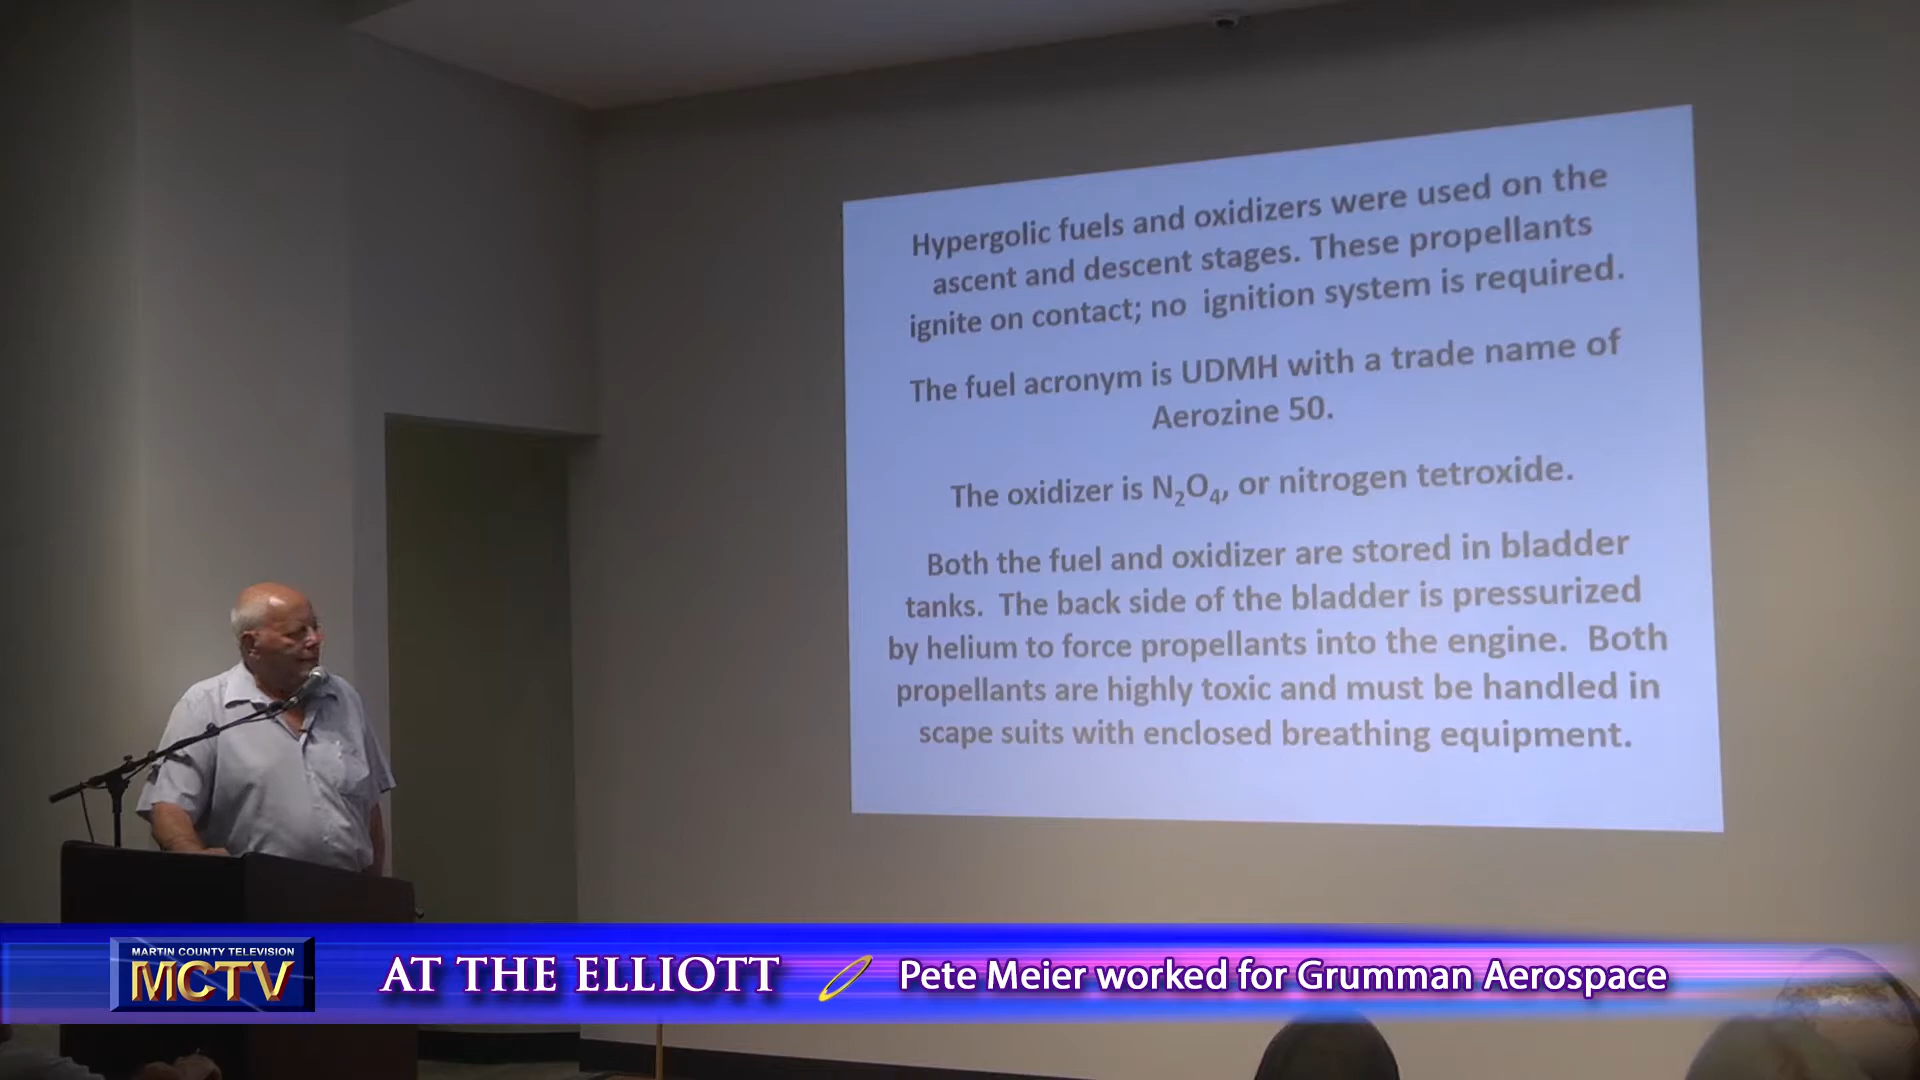 Hypergolic fuels and oxidizers were used on the
ascent and descent stages. These propellants
ignite on contact; no ignition system is required.
The fuel acronym is UDMH with a trade name of
Aerozine 50.
The oxidizer is N₂O₄, or nitrogen tetroxide.
Both the fuel and oxidizer are stored in bladder
tanks. The back side of the bladder is pressurized
by helium to force propellants into the engine. Both
propellants are highly toxic and must be handled in
scape suits with enclosed breathing equipment.
MARTIN COUNTY TELEVISION
MCTV
AT THE ELLIOTT
Pete Meier worked for Grumman Aerospace